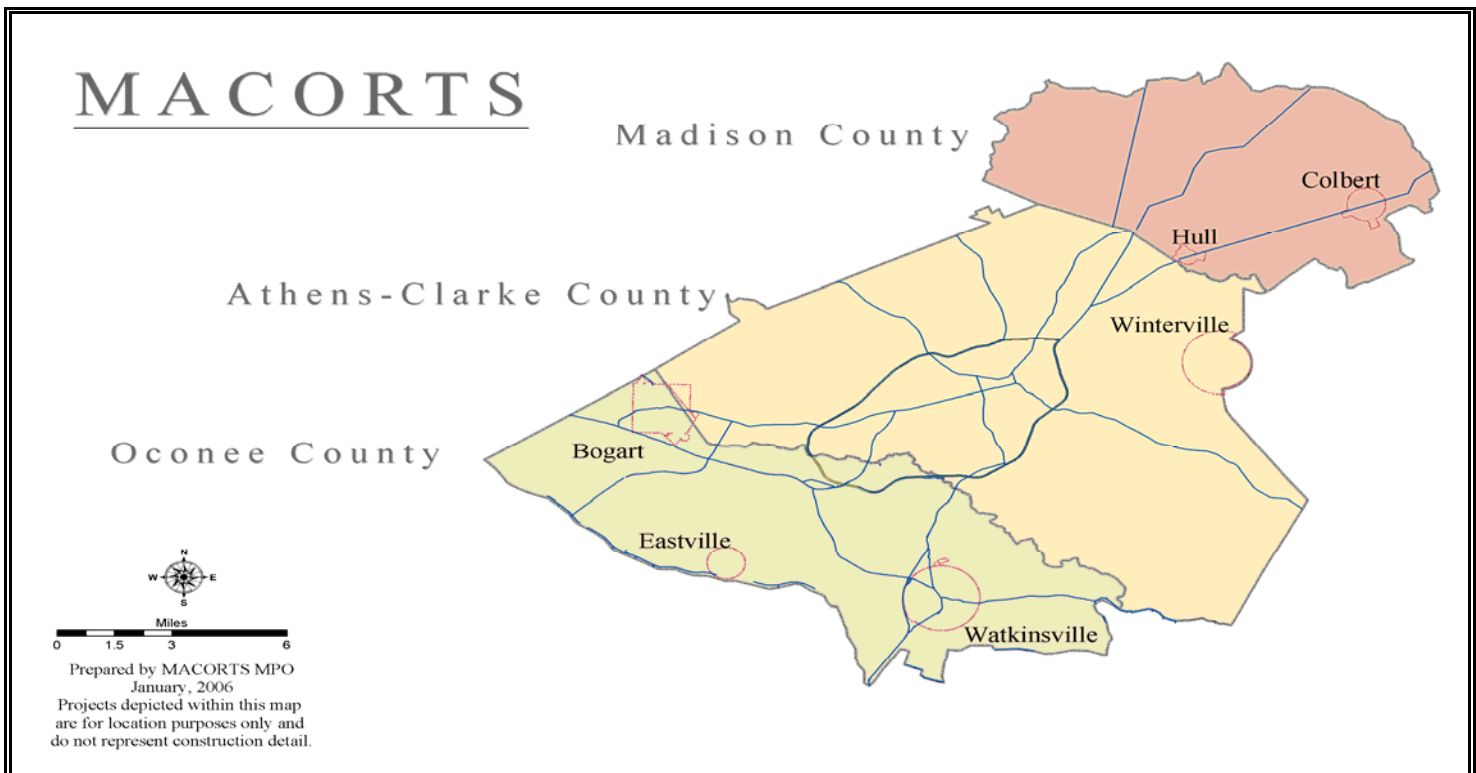 MACORTS
Madison County
Colbert
Hull
Athens-Clarke County
Winterville
Oconee County
Bogart
Eastville
Watkinsville
N
W E
S
Miles
0 1.5 3 6
Prepared by MACORTS MPO
January, 2006
Projects depicted within this map
are for location purposes only and
do not represent construction detail.